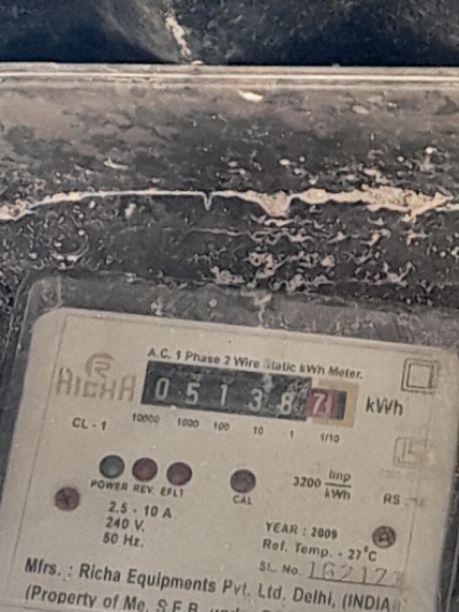 A.C. 1 Phase 2 Wire Static kWh Meter.
RICHA
0 5 1 3 8 7 kWh
CL - 1
10000 1000 100 10 1 1/10
POWER REV. EFLT
CAL
3200 Imp/kWh
RS
2.5 - 10 A
240 V.
50 Hz.
YEAR : 2009
Ref. Temp. - 27°C
SL. No.
Mfrs. : Richa Equipments Pvt. Ltd. Delhi, (INDIA)
(Property of